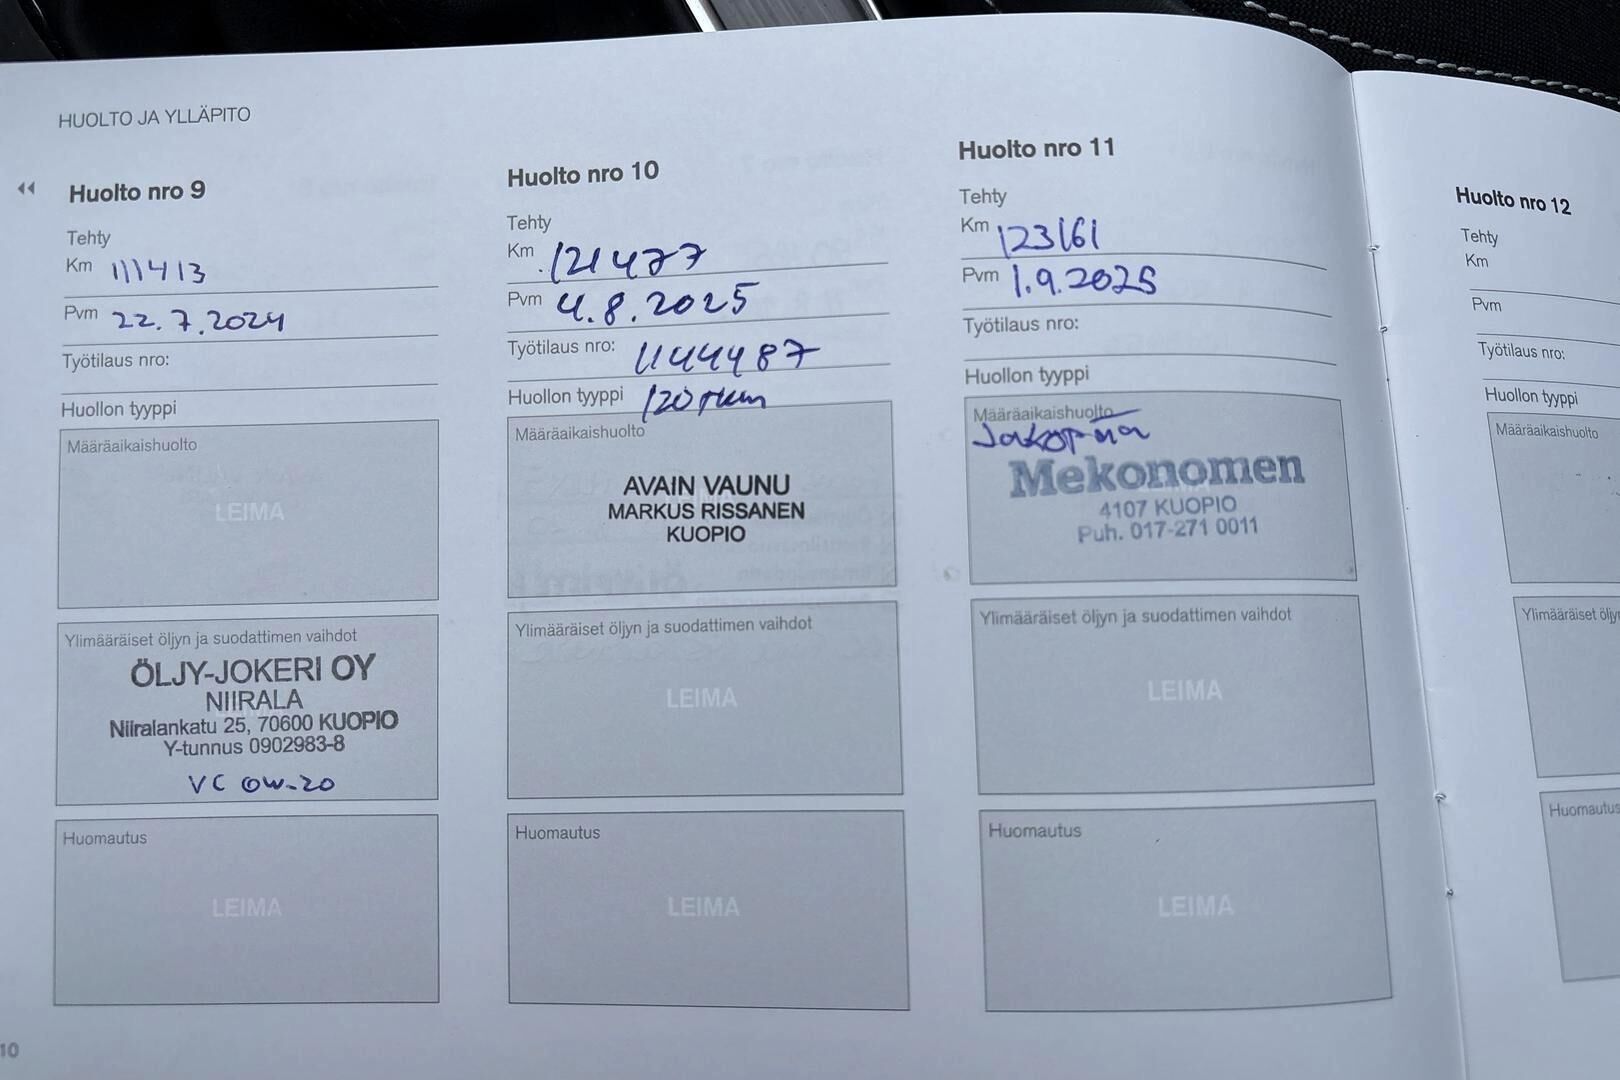 HUOLTO JA YLLÄPITO
Huolto nro 9
Tehty
Km 111413
Pvm 22.7.2024
Työtilaus nro:
Huollon tyyppi
Määräaikaishuolto
LEIMA
Ylimääräiset öljyn ja suodattimen vaihdot
ÖLJY-JOKERI OY
NIIRALA
Niiralankatu 25, 70600 KUOPIO
Y-tunnus 0902983-8
VC 0W-20
Huomautus
LEIMA
10
Huolto nro 10
Tehty
Km 121477
Pvm 4.8.2025
Työtilaus nro: 1144487
Huollon tyyppi 120 tkm
Määräaikaishuolto
LEIMA
AVAIN VAUNU
MARKUS RISSANEN
KUOPIO
Ylimääräiset öljyn ja suodattimen vaihdot
LEIMA
Huomautus
LEIMA
Huolto nro 11
Tehty
Km 123161
Pvm 1.9.2025
Työtilaus nro:
Huollon tyyppi
Määräaikaishuolto
Jakopää
Mekonomen
4107 KUOPIO
Puh. 017-271 0011
Ylimääräiset öljyn ja suodattimen vaihdot
LEIMA
Huomautus
LEIMA
Huolto nro 12
Tehty
Km
Pvm
Työtilaus nro:
Huollon tyyppi
Määräaikaishuolto
Ylimääräiset öljy
Huomautus